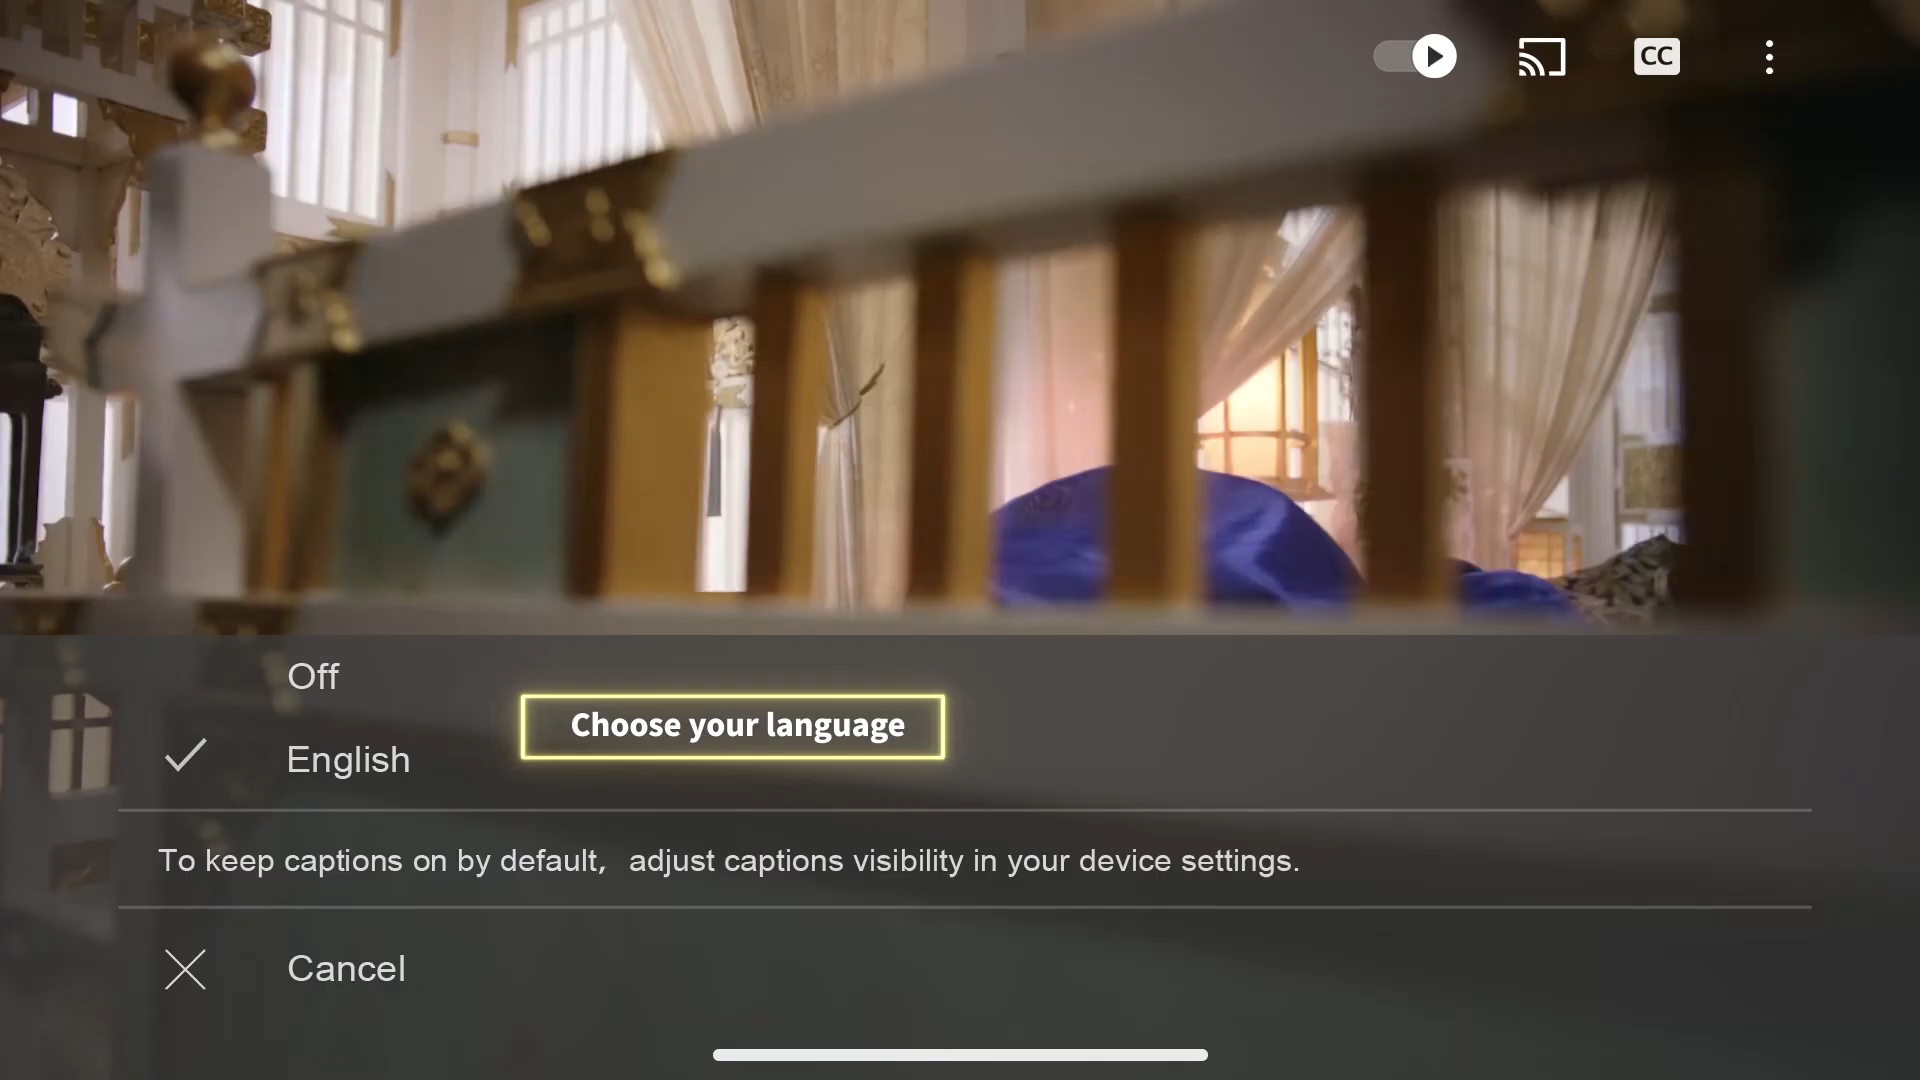 CC
Off
Choose your language
English
To keep captions on by default, adjust captions visibility in your device settings.
Cancel